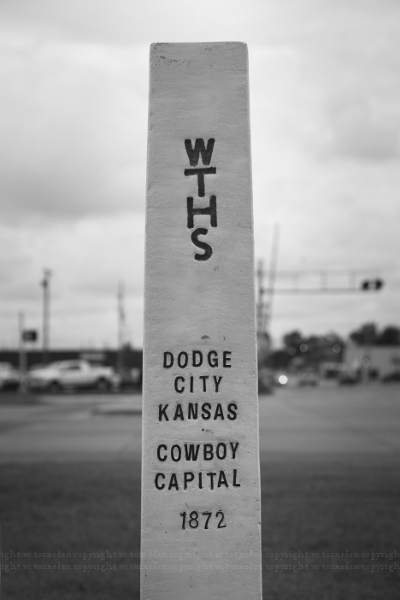 W
T
H
S
DODGE
CITY
KANSAS
COWBOY
CAPITAL
1872